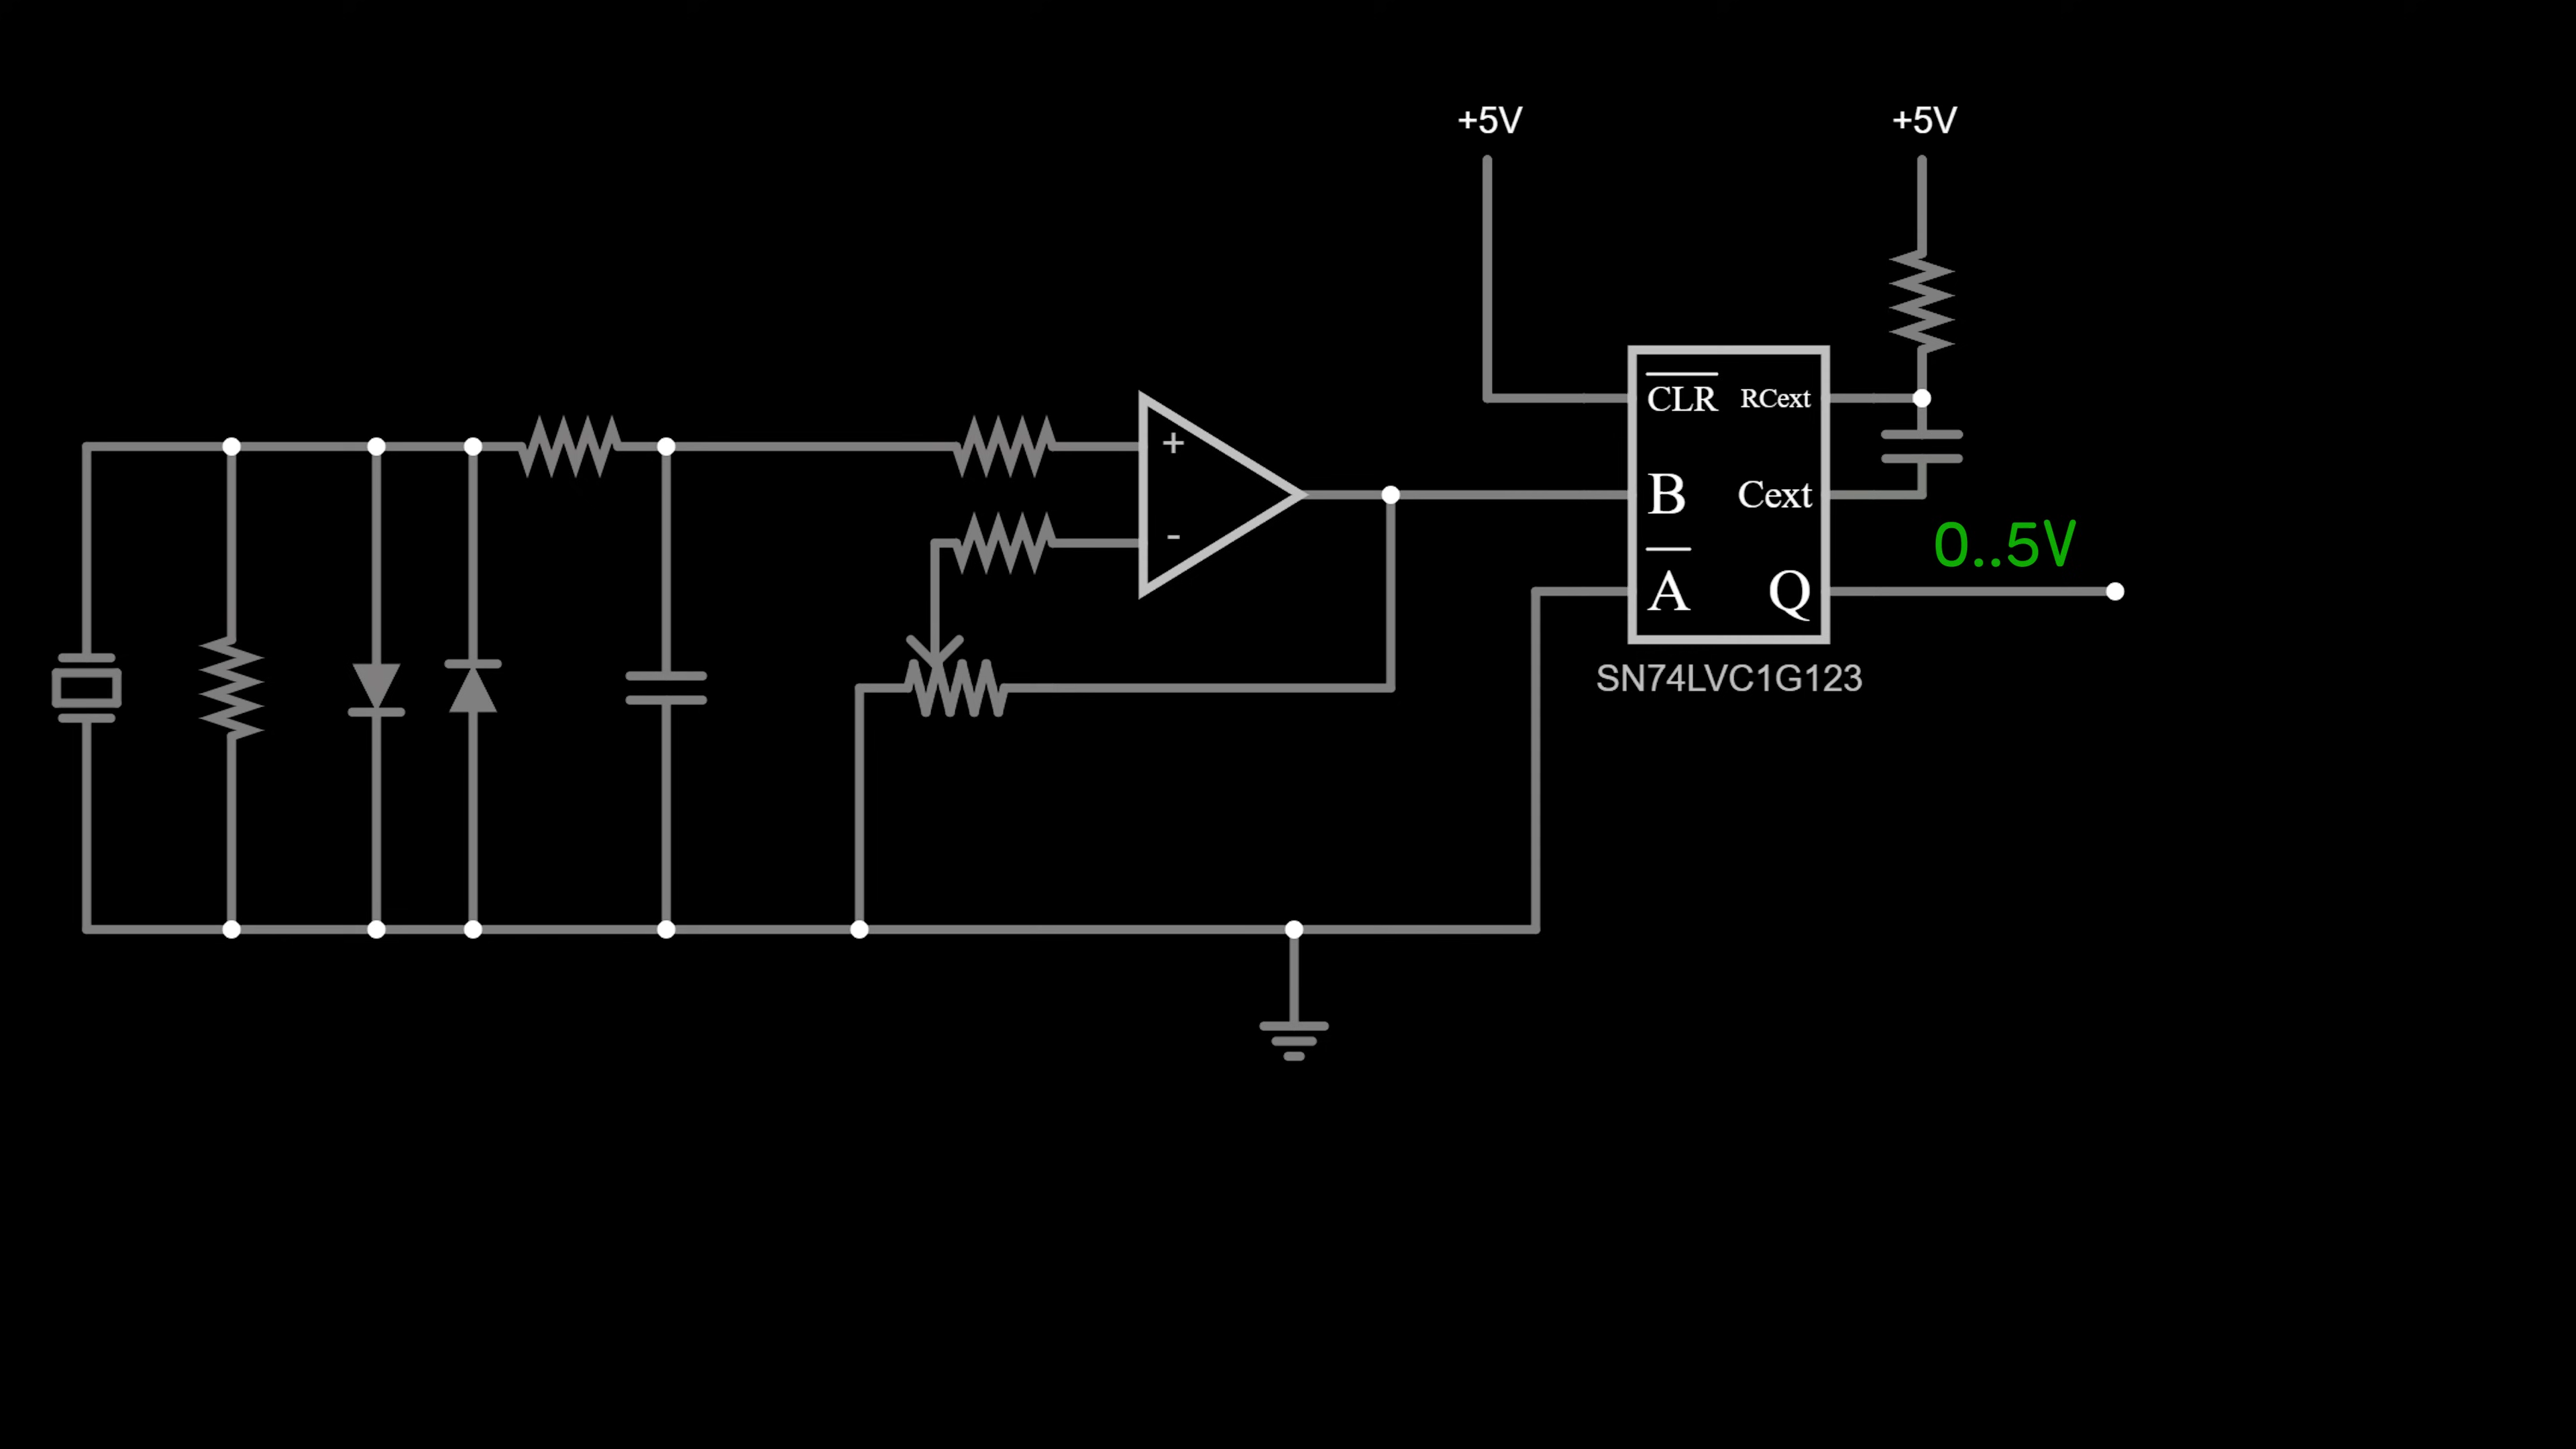 +5V
+5V
CLR
RCext
+
B
Cext
-
0..5V
A
Q
SN74LVC1G123